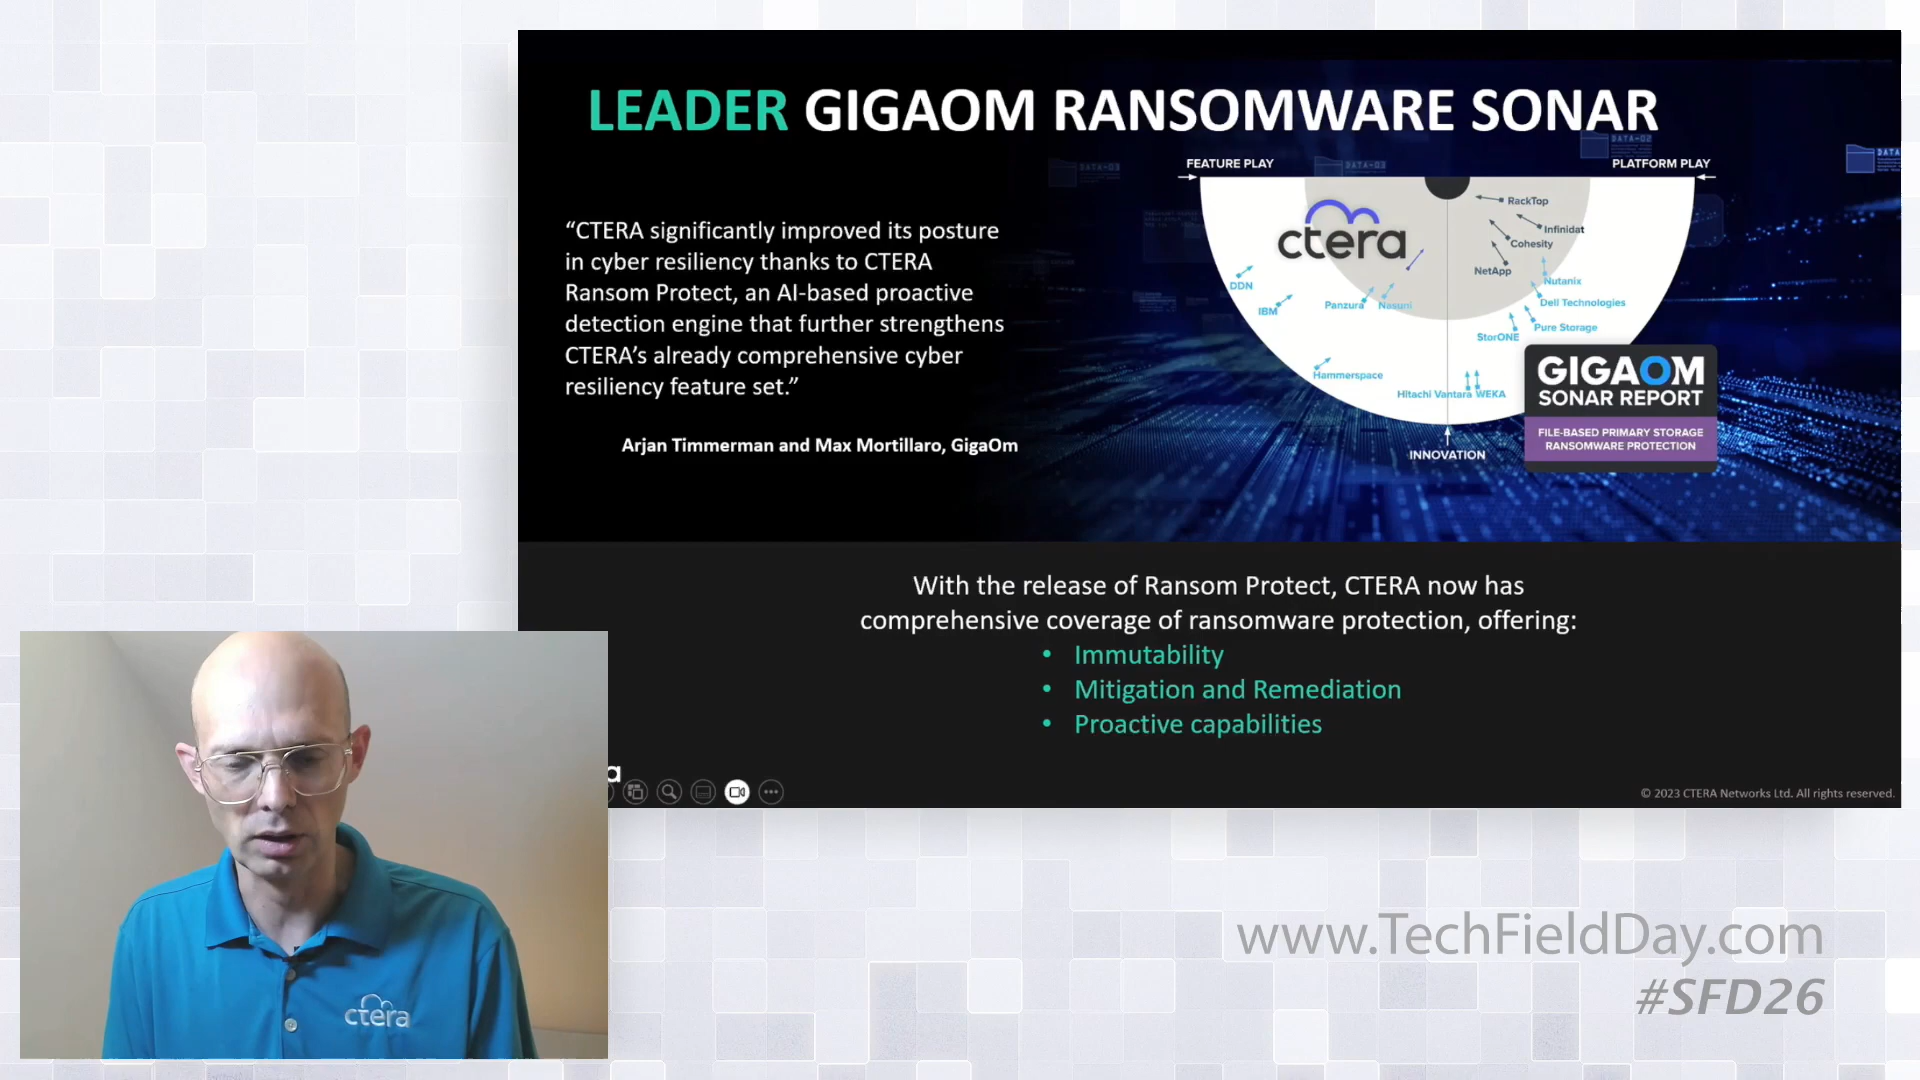 LEADER GIGAOM RANSOMWARE SONAR
“CTERA significantly improved its posture
in cyber resiliency thanks to CTERA
Ransom Protect, an AI-based proactive
detection engine that further strengthens
CTERA’s already comprehensive cyber
resiliency feature set.”
Arjan Timmerman and Max Mortillaro, GigaOm
FEATURE PLAY
PLATFORM PLAY
DATA-02
DATA-03
ctera
RackTop
Infinidat
Cohesity
NetApp
DDN
IBM
Panzura
Nasuni
Nutanix
Dell Technologies
Pure Storage
StorONE
Hammerspace
Hitachi Vantara
WEKA
INNOVATION
GIGAOM
SONAR REPORT
FILE-BASED PRIMARY STORAGE
RANSOMWARE PROTECTION
With the release of Ransom Protect, CTERA now has
comprehensive coverage of ransomware protection, offering:
• Immutability
• Mitigation and Remediation
• Proactive capabilities
a
© 2023 CTERA Networks Ltd. All rights reserved.
ctera
www.TechFieldDay.com
#SFD26